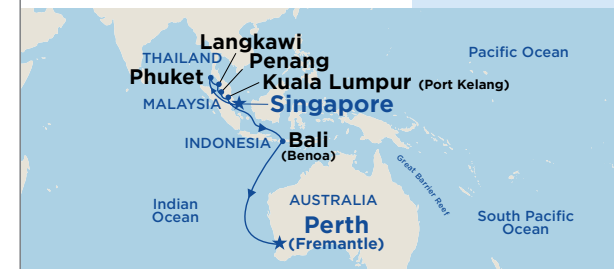 Langkawi
THAILAND
Penang
Pacific Ocean
Phuket
Kuala Lumpur (Port Kelang)
MALAYSIA
Singapore
INDONESIA
Bali
(Benoa)
Great Barrier Reef
Indian
Ocean
AUSTRALIA
South Pacific
Ocean
Perth
(Fremantle)